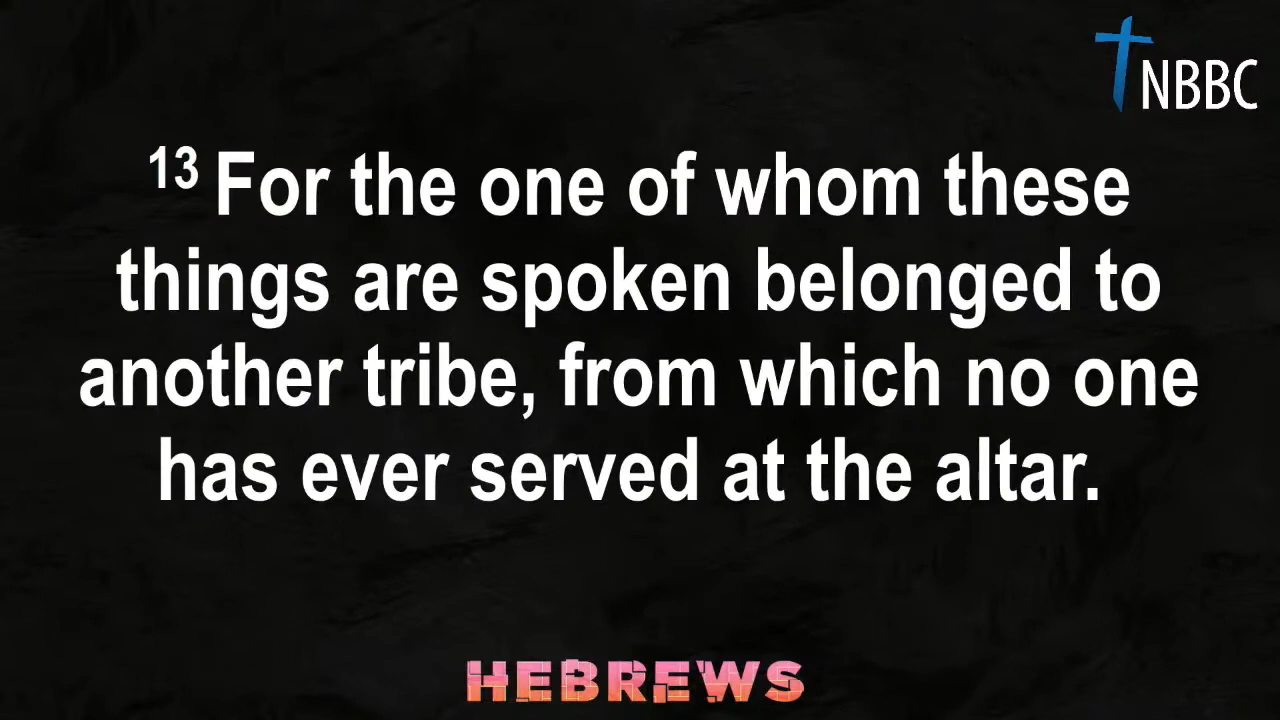 NBBC
13 For the one of whom these
things are spoken belonged to
another tribe, from which no one
has ever served at the altar.
HEBREWS